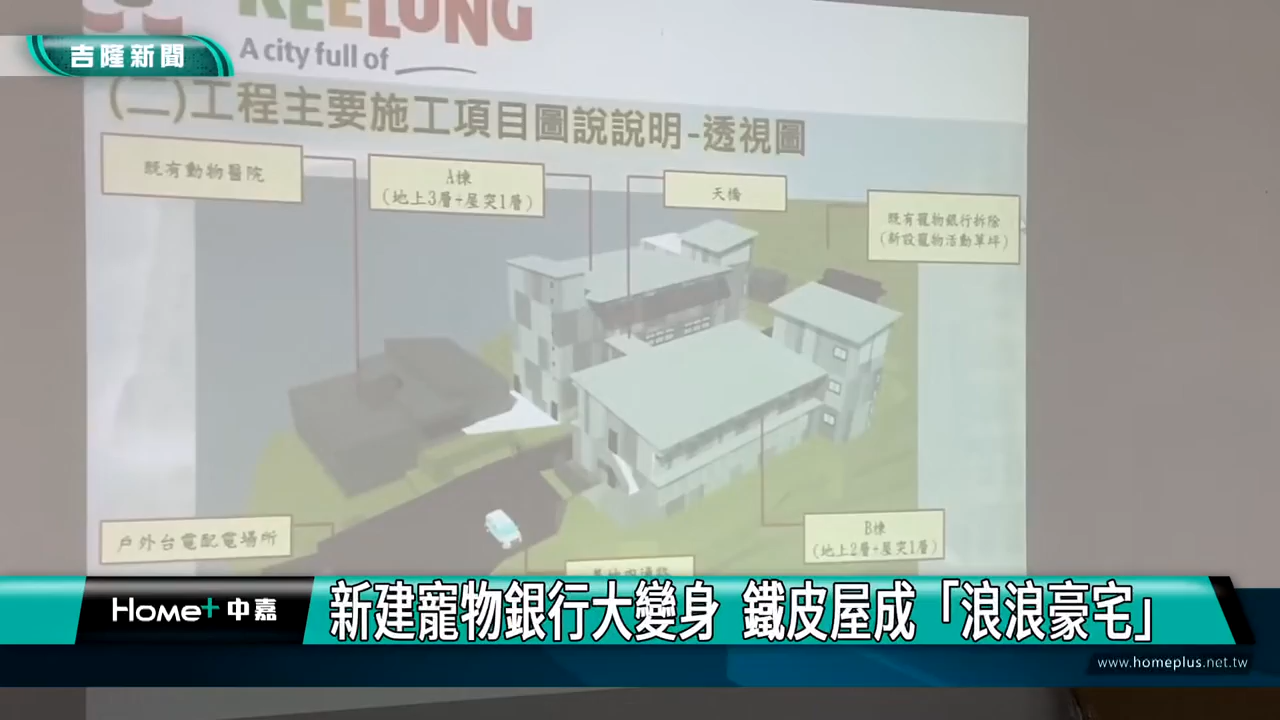 KEELUNG
吉隆新聞
A city full of
(二)工程主要施工項目圖說說明-透視圖
既有動物醫院
A棟
(地上3層+屋突1層)
天橋
既有寵物銀行拆除
(新設寵物活動草坪)
戶外台電配電場所
B棟
(地上2層+屋突1層)
Home+ 中嘉
新建寵物銀行大變身 鐵皮屋成「浪浪豪宅」
www.homeplus.net.tw